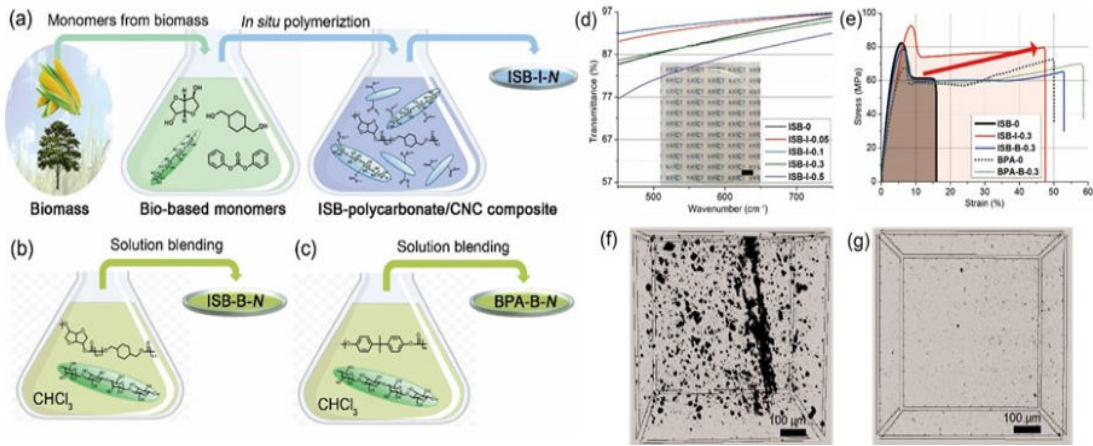 (a)
Monomers from biomass
In situ polymeriztion
ISB-I-N
Biomass
Bio-based monomers
ISB-polycarbonate/CNC composite
(b)
Solution blending
ISB-B-N
CHCl₃
(c)
Solution blending
BPA-B-N
CHCl₃
(d)
Transmittance (%)
97
87
77
67
57
500
600
700
Wavenumber (cm⁻¹)
ISB-0
ISB-I-0.05
ISB-I-0.1
ISB-I-0.3
ISB-I-0.5
(e)
Stress (MPa)
100
80
60
40
20
0
0
10
20
30
40
50
60
Strain (%)
ISB-0
ISB-I-0.3
ISB-B-0.3
BPA-0
BPA-B-0.3
(f)
100 µm
(g)
100 µm